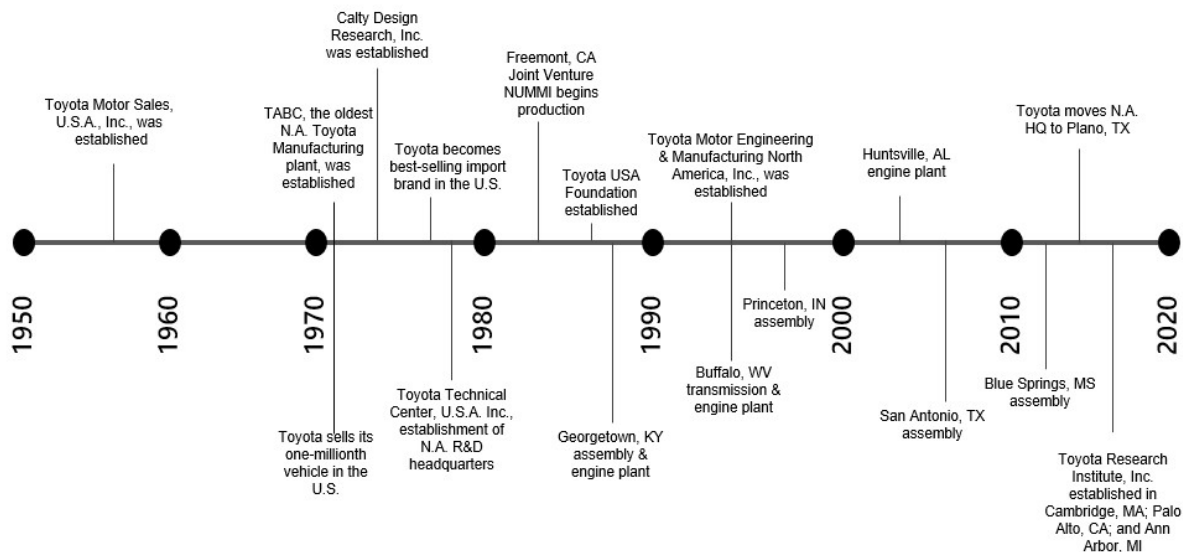 Calty Design
Research, Inc.
was established
Freemont, CA
Joint Venture
NUMMI begins
production
Toyota Motor Sales,
U.S.A., Inc., was
established
TABC, the oldest
N.A. Toyota
Manufacturing
plant, was
established
Toyota becomes
best-selling import
brand in the U.S.
Toyota USA
Foundation
established
Toyota Motor Engineering
& Manufacturing North
America, Inc., was
established
Huntsville, AL
engine plant
Toyota moves N.A.
HQ to Plano, TX
1950
1960
1970
1980
1990
2000
2010
2020
Toyota sells its
one-millionth
vehicle in the
U.S.
Toyota Technical
Center, U.S.A. Inc.,
establishment of
N.A. R&D
headquarters
Georgetown, KY
assembly &
engine plant
Buffalo, WV
transmission &
engine plant
Princeton, IN
assembly
San Antonio, TX
assembly
Blue Springs, MS
assembly
Toyota Research
Institute, Inc.
established in
Cambridge, MA; Palo
Alto, CA; and Ann
Arbor, MI